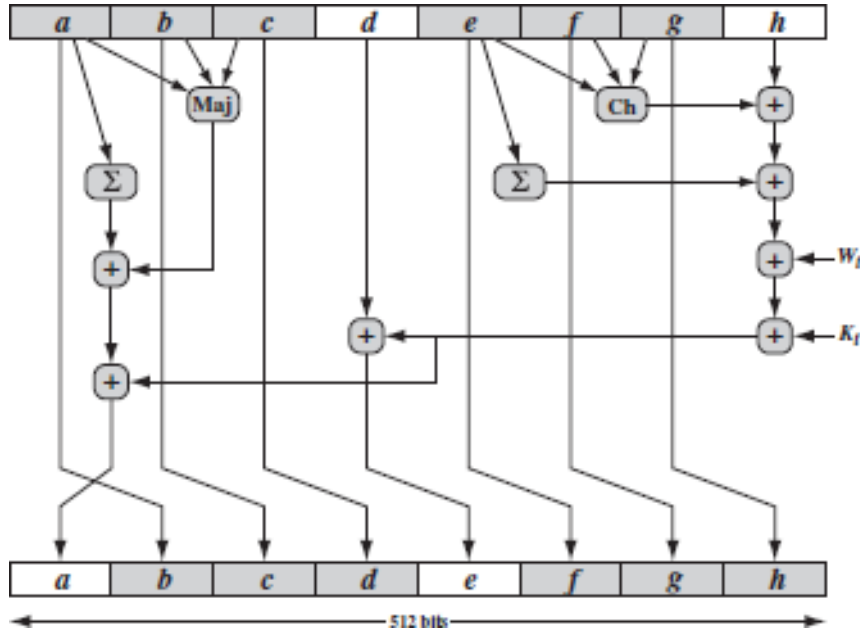 a b c d e f g h
Maj Ch +
Σ Σ +
+ + W_t
+ + K_t
+
a b c d e f g h
512 bits